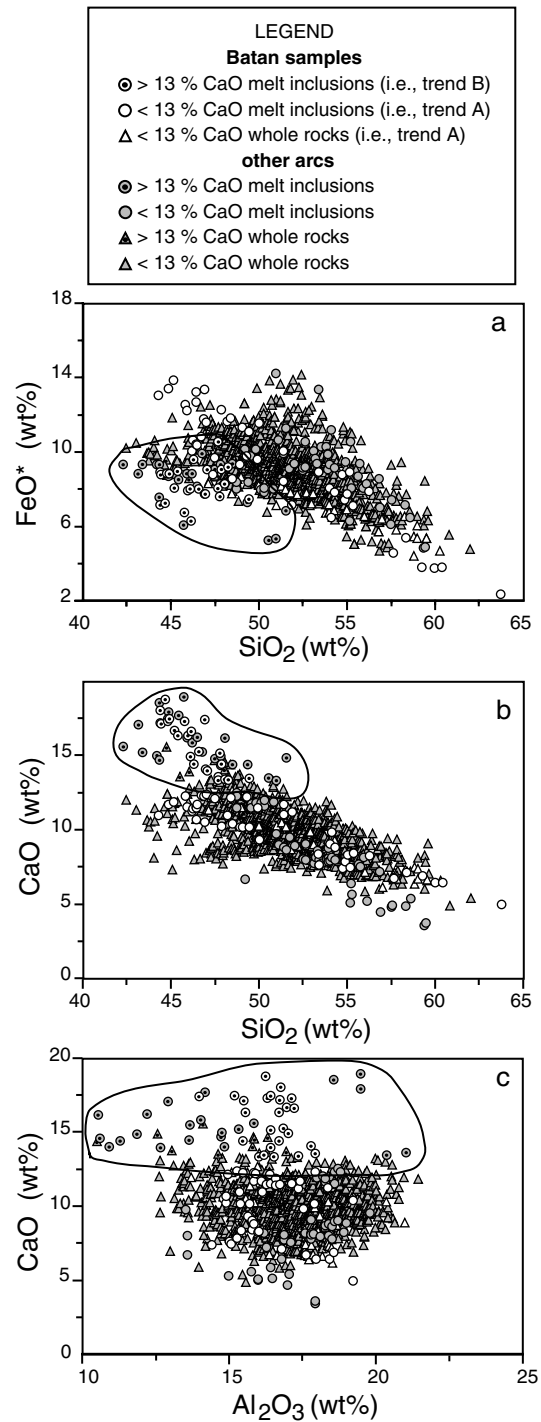 LEGEND
Batan samples
> 13 % CaO melt inclusions (i.e., trend B)
< 13 % CaO melt inclusions (i.e., trend A)
< 13 % CaO whole rocks (i.e., trend A)
other arcs
> 13 % CaO melt inclusions
< 13 % CaO melt inclusions
> 13 % CaO whole rocks
< 13 % CaO whole rocks
a
18
14
10
6
2
FeO* (wt%)
40 45 50 55 60 65
SiO2 (wt%)
b
15
10
5
0
CaO (wt%)
40 45 50 55 60 65
SiO2 (wt%)
c
20
15
10
5
0
CaO (wt%)
10 15 20 25
Al2O3 (wt%)